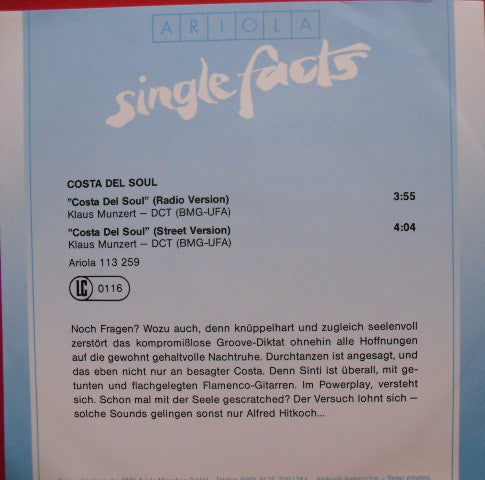 ARIOLA
single facts
COSTA DEL SOUL
"Costa Del Soul" (Radio Version) 3:55
Klaus Munzert – DCT (BMG-UFA)
"Costa Del Soul" (Street Version) 4:04
Klaus Munzert – DCT (BMG-UFA)
Ariola 113 259
LC 0116
Noch Fragen? Wozu auch, denn knüppelhart und zugleich seelenvoll
zerstört das kompromißlose Groove-Diktat ohnehin alle Hoffnungen
auf die gewohnt gehaltvolle Nachtruhe. Durchtanzen ist angesagt, und
das eben nicht nur an besagter Costa. Denn Sinti ist überall, mit ge-
tunten und flachgelegten Flamenco-Gitarren. Im Powerplay, versteht
sich. Schon mal mit der Seele gescratched? Der Versuch lohnt sich –
solche Sounds gelingen sonst nur Alfred Hitkoch...